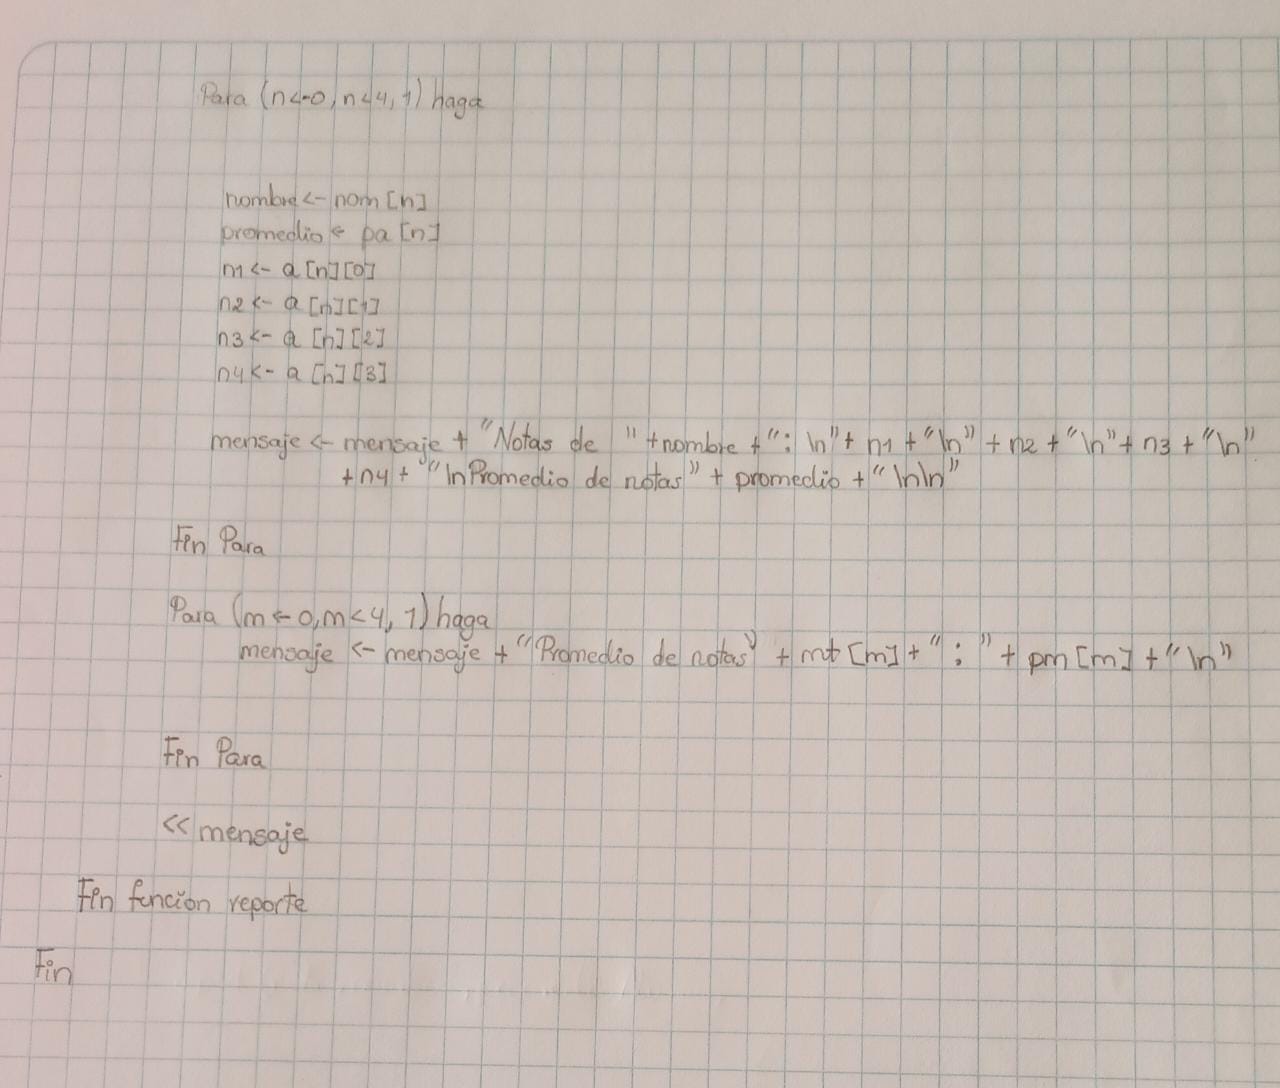 Para (n<-0, n<4, 1) haga
nombre <- nom [n]
promedio <- pa [n]
n1 <- a [n][0]
n2 <- a [n][1]
n3 <- a [n][2]
n4 <- a [n][3]
mensaje <- mensaje + "Notas de " + nombre + ": \n" + n1 + "\n" + n2 + "\n" + n3 + "\n"
+ n4 + "\nPromedio de notas" + promedio + "\n\n"
Fin Para
Para (m <- 0, m < 4, 1) haga
mensaje <- mensaje + "Promedio de notas" + mt [m] + " : " + pm [m] + "\n"
Fin Para
<< mensaje
Fin función reporte
Fin